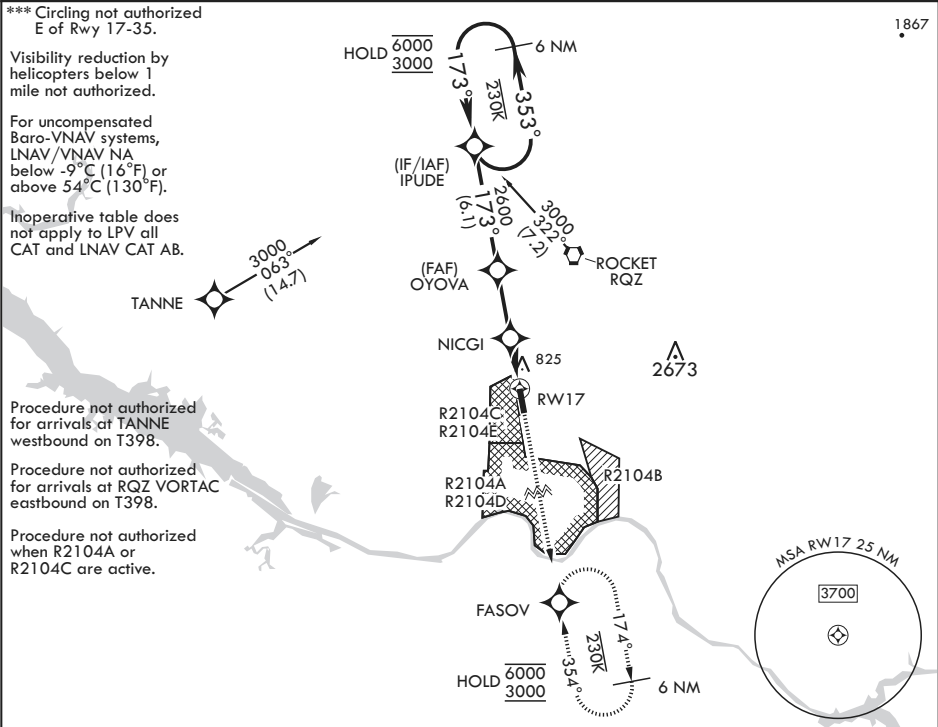 *** Circling not authorized
E of Rwy 17-35.
Visibility reduction by
helicopters below 1
mile not authorized.
For uncompensated
Baro-VNAV systems,
LNAV/VNAV NA
below -9°C (16°F) or
above 54°C (130°F).
Inoperative table does
not apply to LPV all
CAT and LNAV CAT AB.
HOLD 6000
3000
173°
230K
353°
6 NM
1867
(IF/IAF)
IPUDE
2600
173°
(6.1)
3000
322°
(7.2)
ROCKET
RQZ
3000
063°
(14.7)
TANNE
(FAF)
OYOVA
NICGI
825
2673
RW17
R2104C
R2104E
R2104A
R2104D
R2104B
Procedure not authorized
for arrivals at TANNE
westbound on T398.
Procedure not authorized
for arrivals at RQZ VORTAC
eastbound on T398.
Procedure not authorized
when R2104A or
R2104C are active.
FASOV
174°
230K
354°
HOLD 6000
3000
6 NM
MSA RW17 25 NM
3700